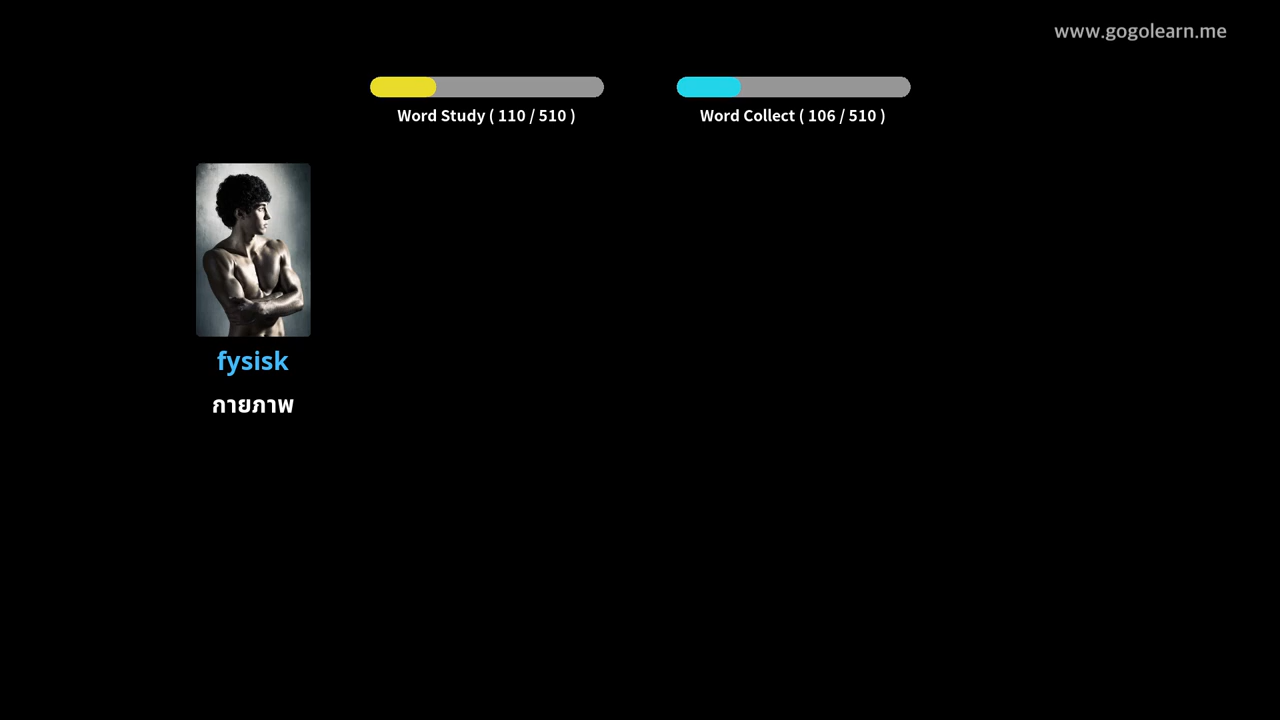 www.gogolearn.me
Word Study ( 110 / 510 )
Word Collect ( 106 / 510 )
fysisk
กายภาพ